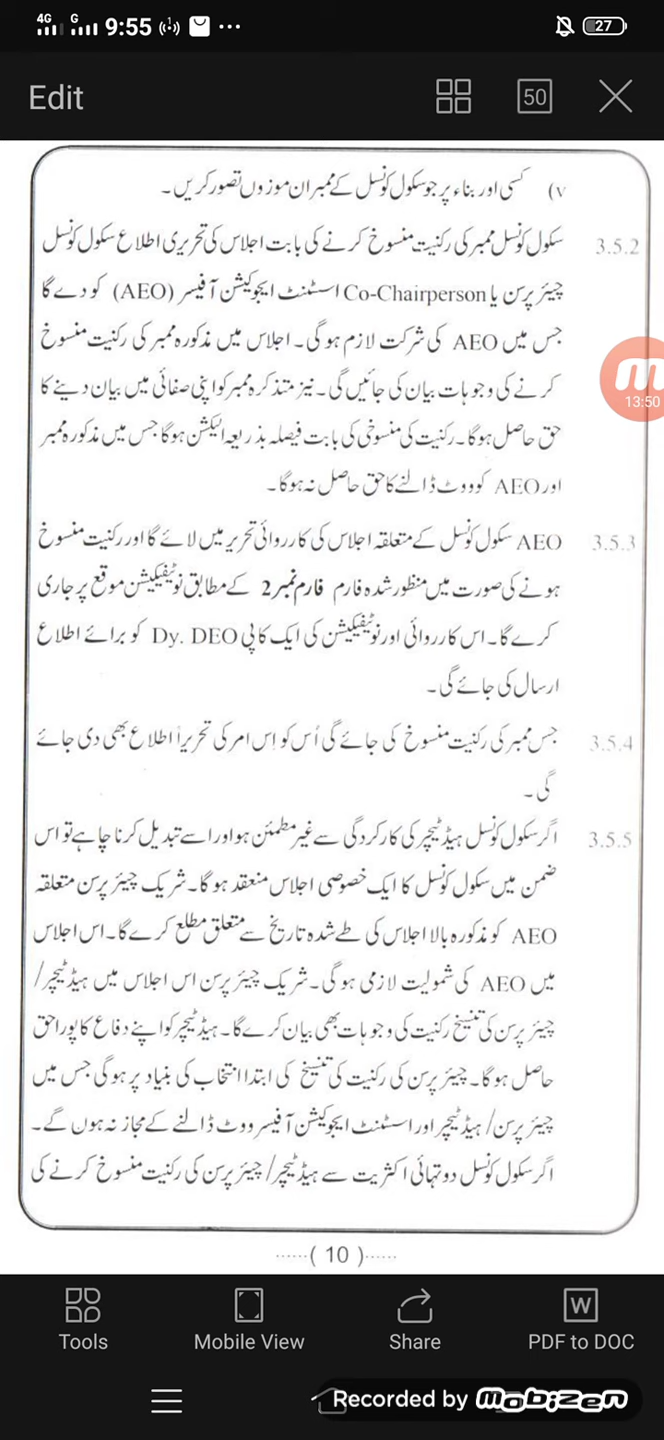 9:55
27
Edit
50
v) کسی اور بناء پر جو سکول کونسل کے ممبران موزوں تصور کریں۔
3.5.2 سکول کونسل ممبر کی رکنیت منسوخ کرنے کی بابت اجلاس کی تحریری اطلاع سکول کونسل
چیئر پرسن یا Co-Chairperson اسسٹنٹ ایجوکیشن آفیسر (AEO) کو دے گا
جس میں AEO کی شرکت لازم ہوگی۔ اجلاس میں مذکورہ ممبر کی رکنیت منسوخ
کرنے کی وجوہات بیان کی جائیں گی۔ نیز متذکرہ ممبر کو اپنی صفائی میں بیان دینے کا
حق حاصل ہوگا۔ رکنیت کی منسوخی کی بابت فیصلہ بذریعہ الیکشن ہوگا جس میں مذکورہ ممبر
اور AEO کو ووٹ ڈالنے کا حق حاصل نہ ہوگا۔
3.5.3 AEO سکول کونسل کے متعلقہ اجلاس کی کارروائی تحریر میں لائے گا اور رکنیت منسوخ
ہونے کی صورت میں منظور شدہ فارم فارم نمبر 2 کے مطابق نوٹیفکیشن موقع پر جاری
کرے گا۔ اس کارروائی اور نوٹیفکیشن کی ایک کاپی Dy. DEO کو برائے اطلاع
ارسال کی جائے گی۔
3.5.4 جس ممبر کی رکنیت منسوخ کی جائے گی اُس کو اِس امر کی تحریراً اطلاع بھی دی جائے
گی۔
3.5.5 اگر سکول کونسل ہیڈ ٹیچر کی کارکردگی سے غیر مطمئن ہو اور اسے تبدیل کرنا چاہے تو اس
ضمن میں سکول کونسل کا ایک خصوصی اجلاس منعقد ہوگا۔ شریک چیئر پرسن متعلقہ
AEO کو مذکورہ بالا اجلاس کی طے شدہ تاریخ سے متعلق مطلع کرے گا۔ اس اجلاس
میں AEO کی شمولیت لازمی ہوگی۔ شریک چیئر پرسن اس اجلاس میں ہیڈ ٹیچر/
چیئر پرسن کی تنسیخ رکنیت کی وجوہات بھی بیان کرے گا۔ ہیڈ ٹیچر کو اپنے دفاع کا پورا حق
حاصل ہوگا۔ چیئر پرسن کی رکنیت کی تنسیخ کی ابتدا انتخاب کی بنیاد پر ہوگی جس میں
چیئر پرسن/ ہیڈ ٹیچر اور اسسٹنٹ ایجوکیشن آفیسر ووٹ ڈالنے کے مجاز نہ ہوں گے۔
اگر سکول کونسل دو تہائی اکثریت سے ہیڈ ٹیچر/ چیئر پرسن کی رکنیت منسوخ کرنے کی
......( 10 )......
13:50
Tools
Mobile View
Share
PDF to DOC
Recorded by Mobizen